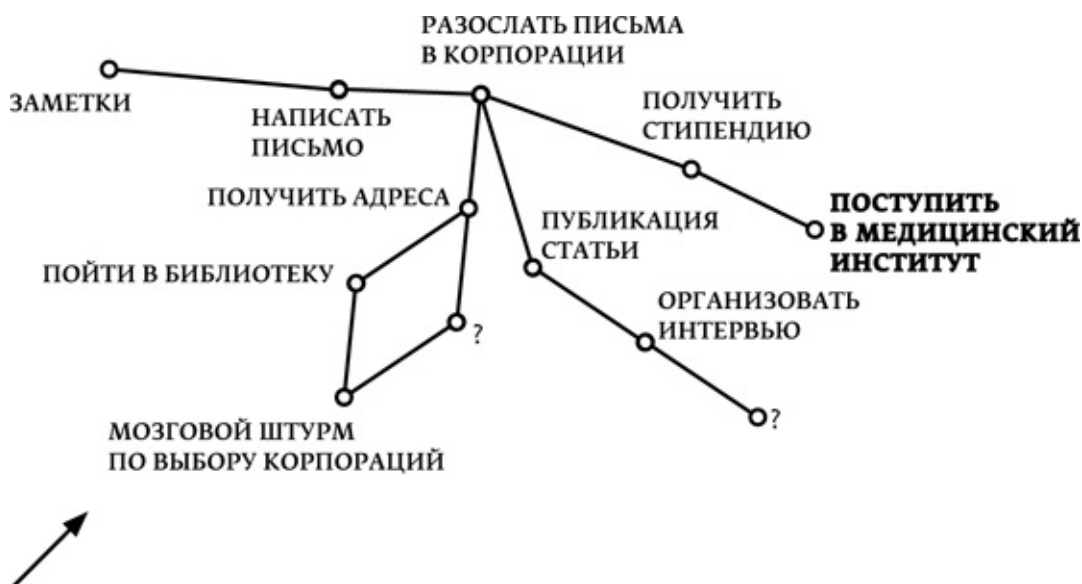 РАЗОСЛАТЬ ПИСЬМА
В КОРПОРАЦИИ
ЗАМЕТКИ
НАПИСАТЬ
ПИСЬМО
ПОЛУЧИТЬ
СТИПЕНДИЮ
ПОЛУЧИТЬ АДРЕСА
ПОСТУПИТЬ
В МЕДИЦИНСКИЙ
ИНСТИТУТ
ПУБЛИКАЦИЯ
СТАТЬИ
ПОЙТИ В БИБЛИОТЕКУ
ОРГАНИЗОВАТЬ
ИНТЕРВЬЮ
?
?
МОЗГОВОЙ ШТУРМ
ПО ВЫБОРУ КОРПОРАЦИЙ